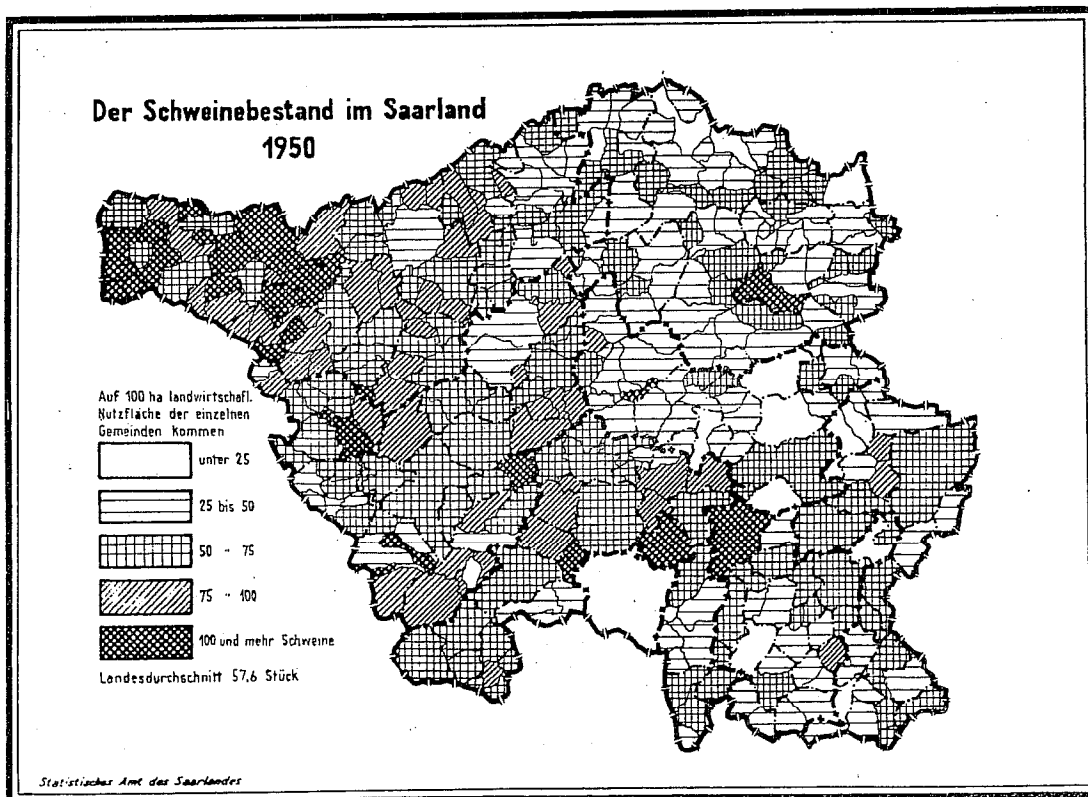 Der Schweinebestand im Saarland
1950
Auf 100 ha landwirtschaftl.
Nutzfläche der einzelnen
Gemeinden kommen
unter 25
25 bis 50
50 " 75
75 " 100
100 und mehr Schweine
Landesdurchschnitt 57,6 Stück
Statistisches Amt des Saarlandes